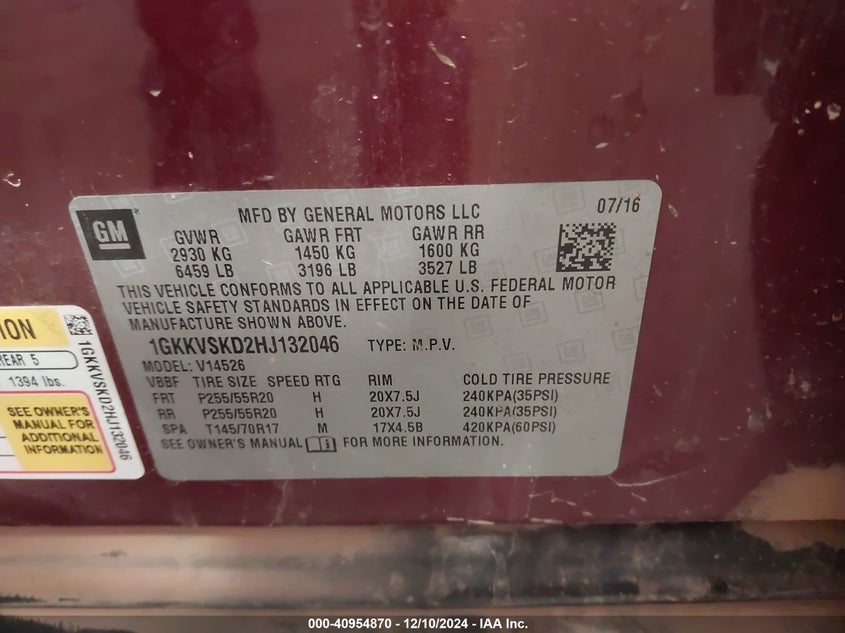 GM
MFD BY GENERAL MOTORS LLC 07/16
GVWR GAWR FRT GAWR RR
2930 KG 1450 KG 1600 KG
6459 LB 3196 LB 3527 LB
THIS VEHICLE CONFORMS TO ALL APPLICABLE U.S. FEDERAL MOTOR
VEHICLE SAFETY STANDARDS IN EFFECT ON THE DATE OF
MANUFACTURE SHOWN ABOVE.
1GKKVSKD2HJ132046 TYPE: M.P.V.
MODEL: V14526
VBBF TIRE SIZE SPEED RTG RIM COLD TIRE PRESSURE
FRT P255/55R20 H 20X7.5J 240KPA(35PSI)
RR P255/55R20 H 20X7.5J 240KPA(35PSI)
SPA T145/70R17 M 17X4.5B 420KPA(60PSI)
SEE OWNER'S MANUAL FOR MORE INFORMATION.
ION
REAR 5
1394 lbs.
SEE OWNER'S
MANUAL FOR
ADDITIONAL
INFORMATION
1GKKVSKD2HJ132046
000-40954870 - 12/10/2024 - IAA Inc.